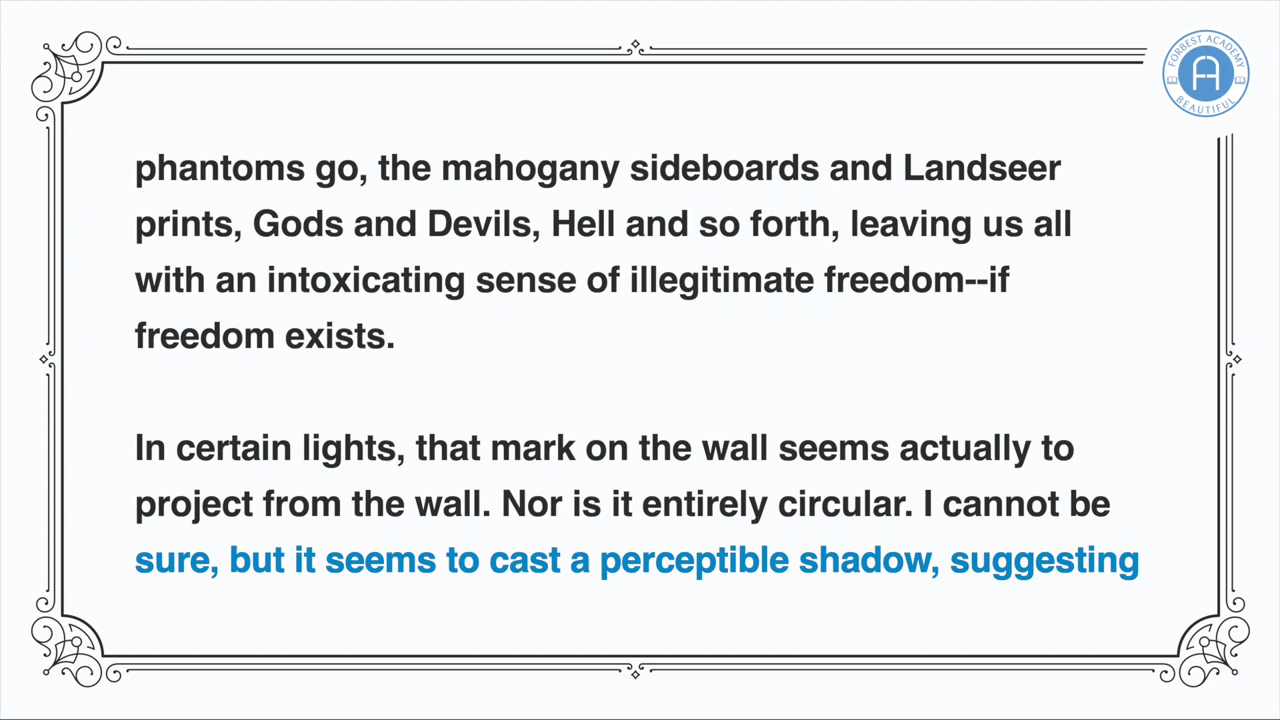 FORBEST ACADEMY
A
BEAUTIFUL
phantoms go, the mahogany sideboards and Landseer
prints, Gods and Devils, Hell and so forth, leaving us all
with an intoxicating sense of illegitimate freedom--if
freedom exists.
In certain lights, that mark on the wall seems actually to
project from the wall. Nor is it entirely circular. I cannot be
sure, but it seems to cast a perceptible shadow, suggesting